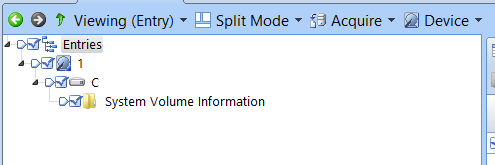 Viewing (Entry) Split Mode Acquire Device
Entries
1
C
System Volume Information